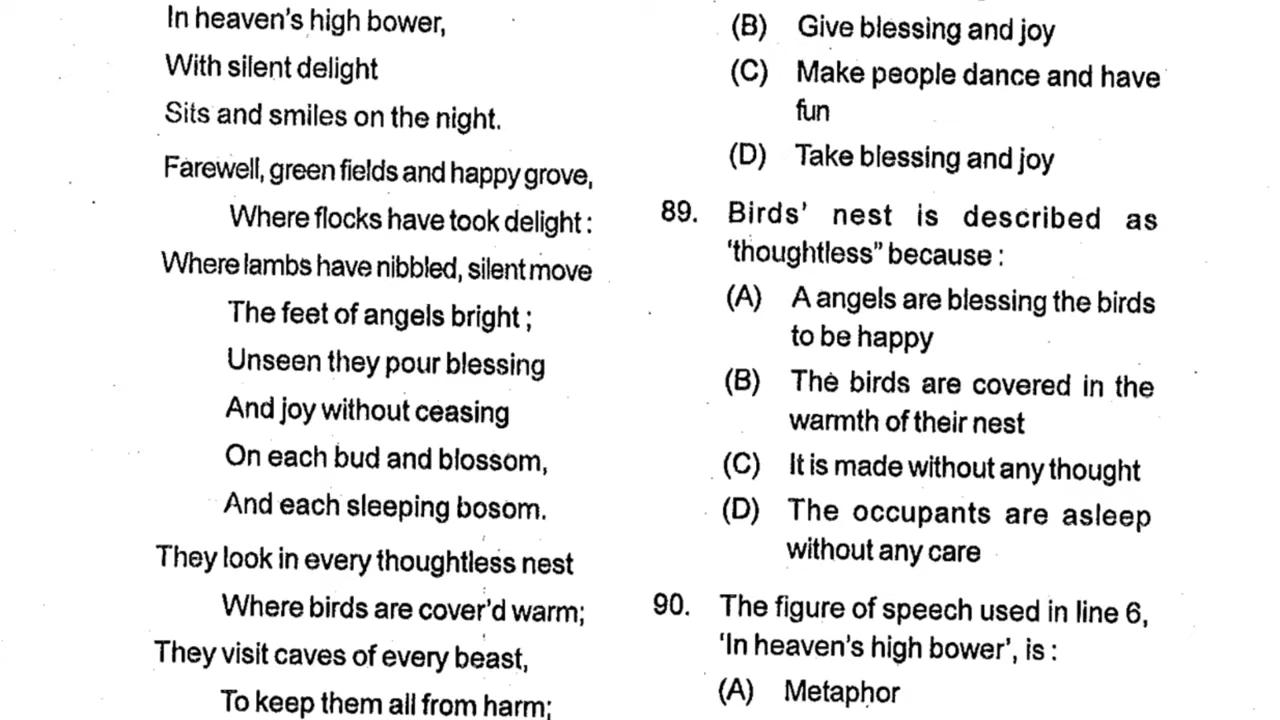 In heaven's high bower,
With silent delight
Sits and smiles on the night.
Farewell, green fields and happy grove,
Where flocks have took delight :
Where lambs have nibbled, silent move
The feet of angels bright ;
Unseen they pour blessing
And joy without ceasing
On each bud and blossom,
And each sleeping bosom.
They look in every thoughtless nest
Where birds are cover'd warm;
They visit caves of every beast,
To keep them all from harm;
(B) Give blessing and joy
(C) Make people dance and have
fun
(D) Take blessing and joy
89. Birds' nest is described as
'thoughtless" because :
(A) A angels are blessing the birds
to be happy
(B) The birds are covered in the
warmth of their nest
(C) It is made without any thought
(D) The occupants are asleep
without any care
90. The figure of speech used in line 6,
'In heaven's high bower', is :
(A) Metaphor